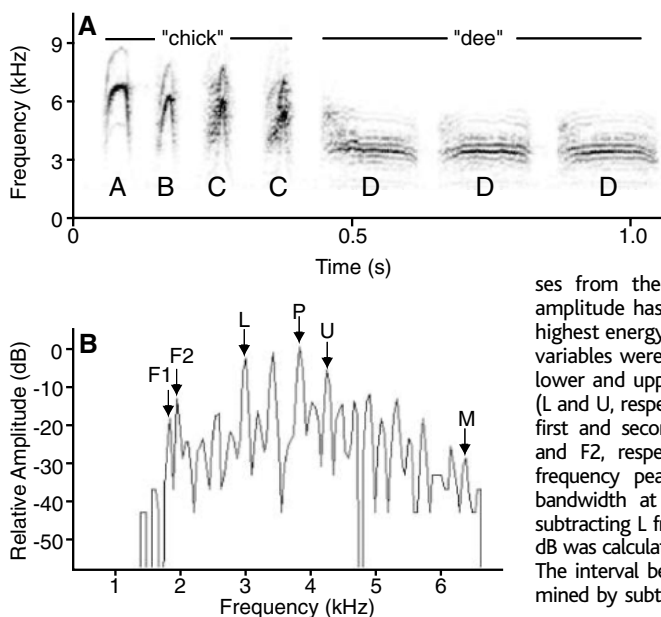 A
"chick"
"dee"
Frequency (kHz)
9
6
3
0
A B C C D D D
0 0.5 1.0
Time (s)
B
Relative Amplitude (dB)
0
-10
-20
-30
-40
-50
F1
F2
L
P
U
M
1 2 3 4 5 6
Frequency (kHz)
ses from the
amplitude has
highest energy
variables were
lower and upp
(L and U, respe
first and secon
and F2, respe
frequency pea
bandwidth at
subtracting L fr
dB was calculat
The interval be
mined by subt